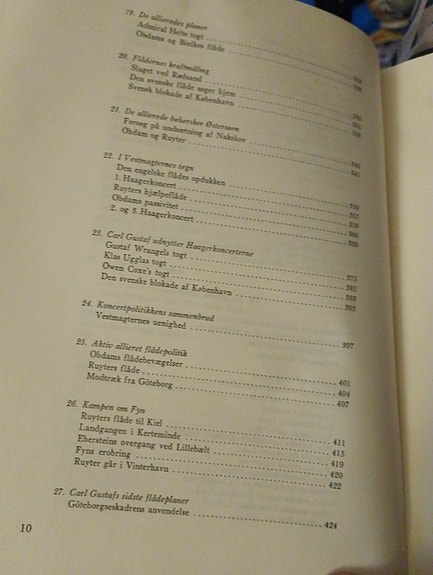 19. De allieredes planer
Admiral Helts togt
Obdams og Bielkes flåde
20. Flådernes kraftmåling
Slaget ved Rødsand
Den svenske flåde søger hjem
Svensk blokade af København
21. De allierede behersker Østersøen
Forsøg på undsætning af Nakskov
Obdam og Ruyter
22. I Vestmagternes tegn
Den engelske flådes opdukken
1. Haagerkoncert
Ruyters hjælpeflåde
Obdams passivitet
2. og 3. Haagerkoncert
23. Carl Gustaf udnytter Haagerkoncerterne
Gustaf Wrangels togt 375
Klas Ugglas togt 382
Owen Coxe's togt 388
Den svenske blokade af København 393
24. Koncertpolitikkens sammenbrud
Vestmagternes uenighed 397
25. Aktiv allieret flådepolitik
Obdams flådebevægelser 401
Ruyters flåde 404
Modtræk fra Göteborg 407
26. Kampen om Fyn
Ruyters flåde til Kiel 411
Landgangen i Kerteminde 415
Ebersteins overgang ved Lillebælt 419
Fyns erobring 420
Ruyter går i Vinterhavn 422
27. Carl Gustafs sidste flådeplaner
Göteborgseskadrens anvendelse 424
10